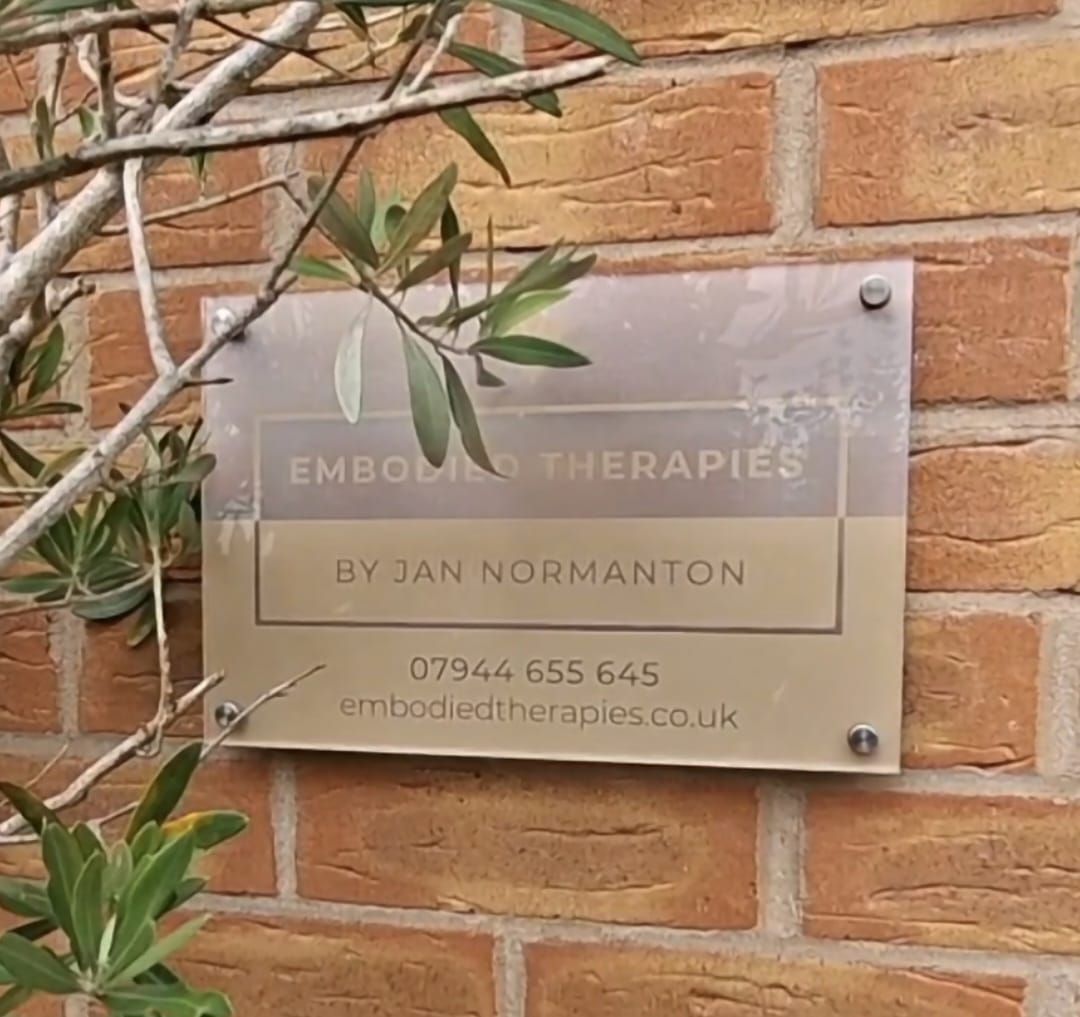 EMBODIED THERAPIES
BY JAN NORMANTON
07944 655 645
embodiedtherapies.co.uk